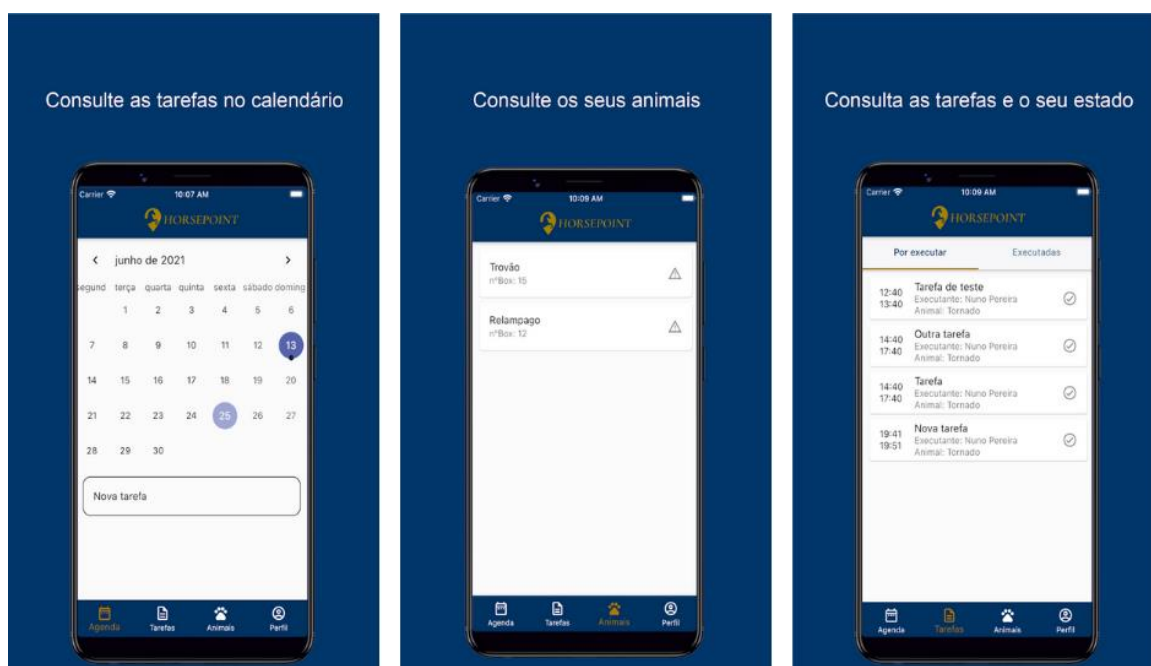 Consulte as tarefas no calendário
Carrier 10:07 AM
HORSEPOINT
junho de 2021
segund terça quarta quinta sexta sábado doming
1 2 3 4 5 6
7 8 9 10 11 12 13
14 15 16 17 18 19 20
21 22 23 24 25 26 27
28 29 30
Nova tarefa
Agenda Tarefas Animais Perfil
Consulte os seus animais
Carrier 10:09 AM
HORSEPOINT
Trovão
nºBox: 15
Relampago
nºBox: 12
Agenda Tarefas Animais Perfil
Consulta as tarefas e o seu estado
Carrier 10:09 AM
HORSEPOINT
Por executar Executadas
12:40 Tarefa de teste
13:40 Executante: Nuno Pereira
Animal: Tornado
14:40 Outra tarefa
17:40 Executante: Nuno Pereira
Animal: Tornado
14:40 Tarefa
17:40 Executante: Nuno Pereira
Animal: Tornado
19:41 Nova tarefa
19:51 Executante: Nuno Pereira
Animal: Tornado
Agenda Tarefas Animais Perfil